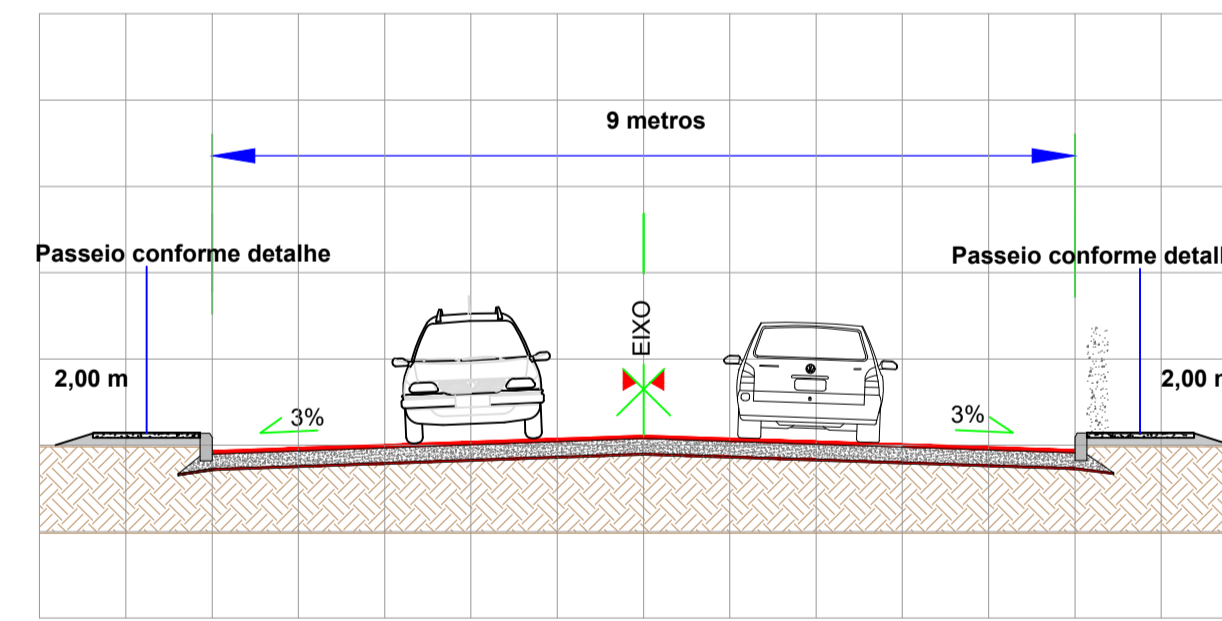 9 metros
Passeio conforme detalhe
Passeio conforme detal
EIXO
2,00 m
2,00
3%
3%